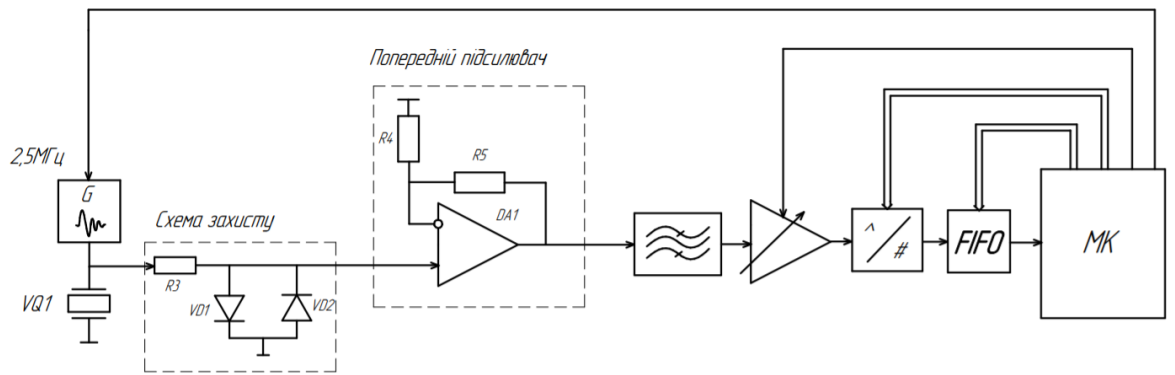 Попередній підсилювач
R4
R5
2,5МГц
G
DA1
Схема захисту
^
#
FIFO
МК
R3
VQ1
VD1
VD2